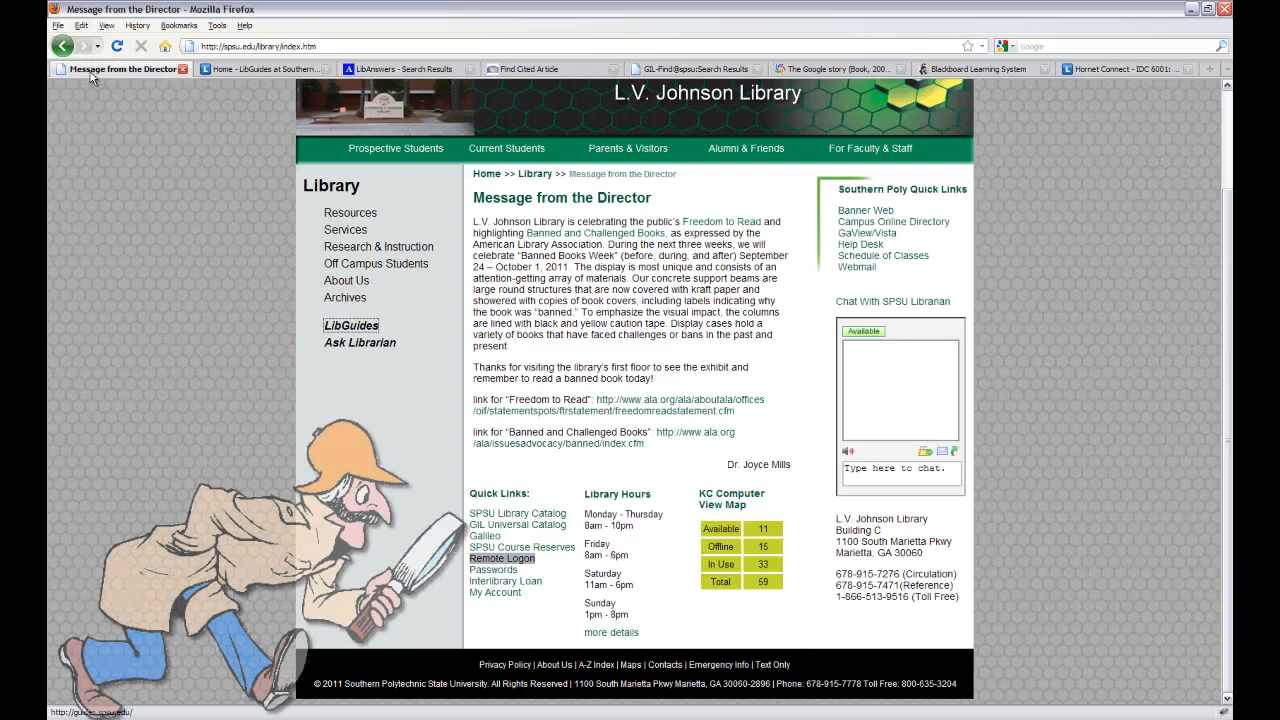 Message from the Director - Mozilla Firefox
File Edit View History Bookmarks Tools Help
http://spsu.edu/library/index.htm
Google
Message from the Director
Home - LibGuides at Southern...
LibAnswers - Search Results
Find Cited Article
GIL-Find@spsu:Search Results
The Google story (Book, 200...
Blackboard Learning System
Hornet Connect - IDC 6001: ...
L.V. Johnson Library
Prospective Students
Current Students
Parents & Visitors
Alumni & Friends
For Faculty & Staff
Library
Resources
Services
Research & Instruction
Off Campus Students
About Us
Archives
LibGuides
Ask Librarian
Home >> Library >> Message from the Director
Message from the Director
L.V. Johnson Library is celebrating the public's Freedom to Read and
highlighting Banned and Challenged Books, as expressed by the
American Library Association. During the next three weeks, we will
celebrate "Banned Books Week" (before, during, and after) September
24 – October 1, 2011. The display is most unique and consists of an
attention-getting array of materials. Our concrete support beams are
large round structures that are now covered with kraft paper and
showered with copies of book covers, including labels indicating why
the book was "banned." To emphasize the visual impact, the columns
are lined with black and yellow caution tape. Display cases hold a
variety of books that have faced challenges or bans in the past and
present.
Thanks for visiting the library's first floor to see the exhibit and
remember to read a banned book today!
link for "Freedom to Read": http://www.ala.org/ala/aboutala/offices
/oif/statementspols/ftrstatement/freedomreadstatement.cfm
link for "Banned and Challenged Books": http://www.ala.org
/ala/issuesadvocacy/banned/index.cfm
Dr. Joyce Mills
Quick Links:
SPSU Library Catalog
GIL Universal Catalog
Galileo
SPSU Course Reserves
Remote Logon
Passwords
Interlibrary Loan
My Account
Library Hours
Monday - Thursday
8am - 10pm
Friday
8am - 6pm
Saturday
11am - 6pm
Sunday
1pm - 8pm
more details
KC Computer
View Map
Available 11
Offline 15
In Use 33
Total 59
Southern Poly Quick Links
Banner Web
Campus Online Directory
GaView/Vista
Help Desk
Schedule of Classes
Webmail
Chat With SPSU Librarian
Available
Type here to chat.
L.V. Johnson Library
Building C
1100 South Marietta Pkwy
Marietta, GA 30060
678-915-7276 (Circulation)
678-915-7471(Reference)
1-866-513-9516 (Toll Free)
Privacy Policy | About Us | A-Z Index | Maps | Contacts | Emergency Info | Text Only
© 2011 Southern Polytechnic State University. All Rights Reserved | 1100 South Marietta Pkwy Marietta, GA 30060-2896 | Phone: 678-915-7778 Toll Free: 800-635-3204
http://guides.spsu.edu/